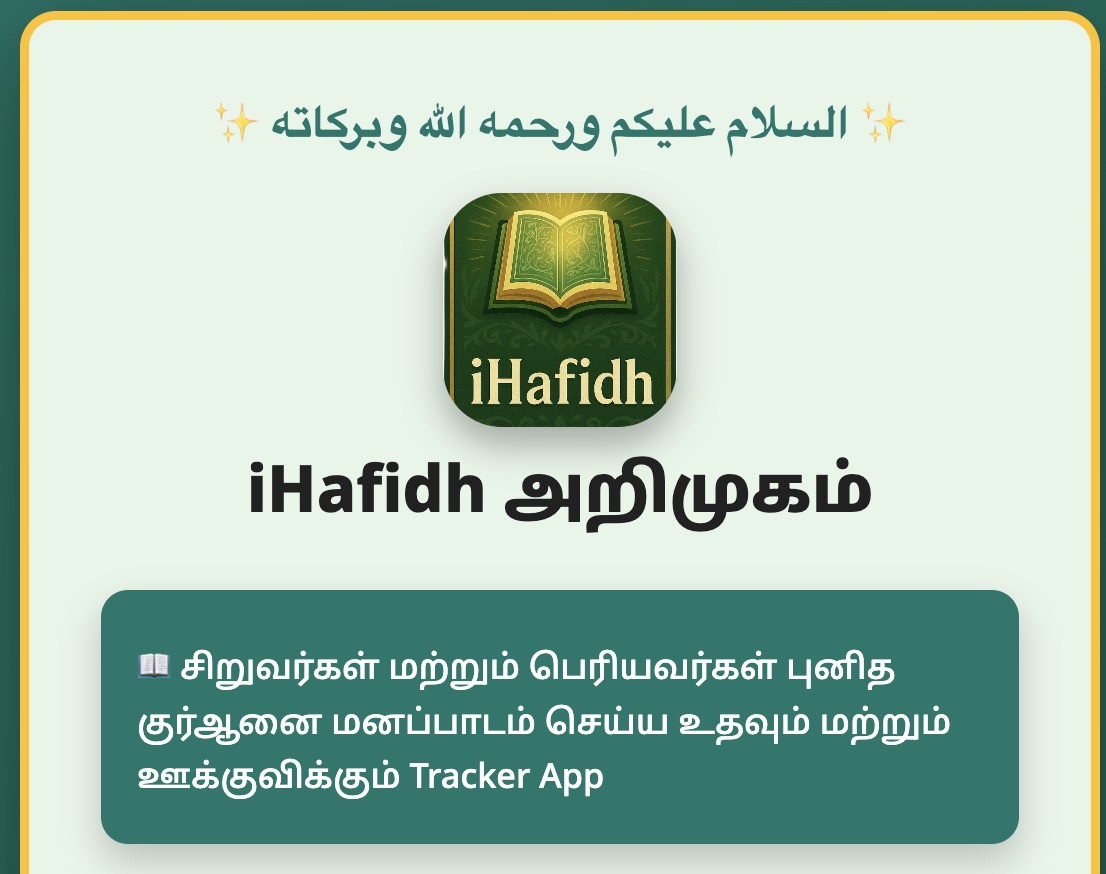 ✨ السلام عليكم ورحمه الله وبركاته ✨
iHafidh
iHafidh அறிமுகம்
📖 சிறுவர்கள் மற்றும் பெரியவர்கள் புனித
குர்ஆனை மனப்பாடம் செய்ய உதவும் மற்றும்
ஊக்குவிக்கும் Tracker App